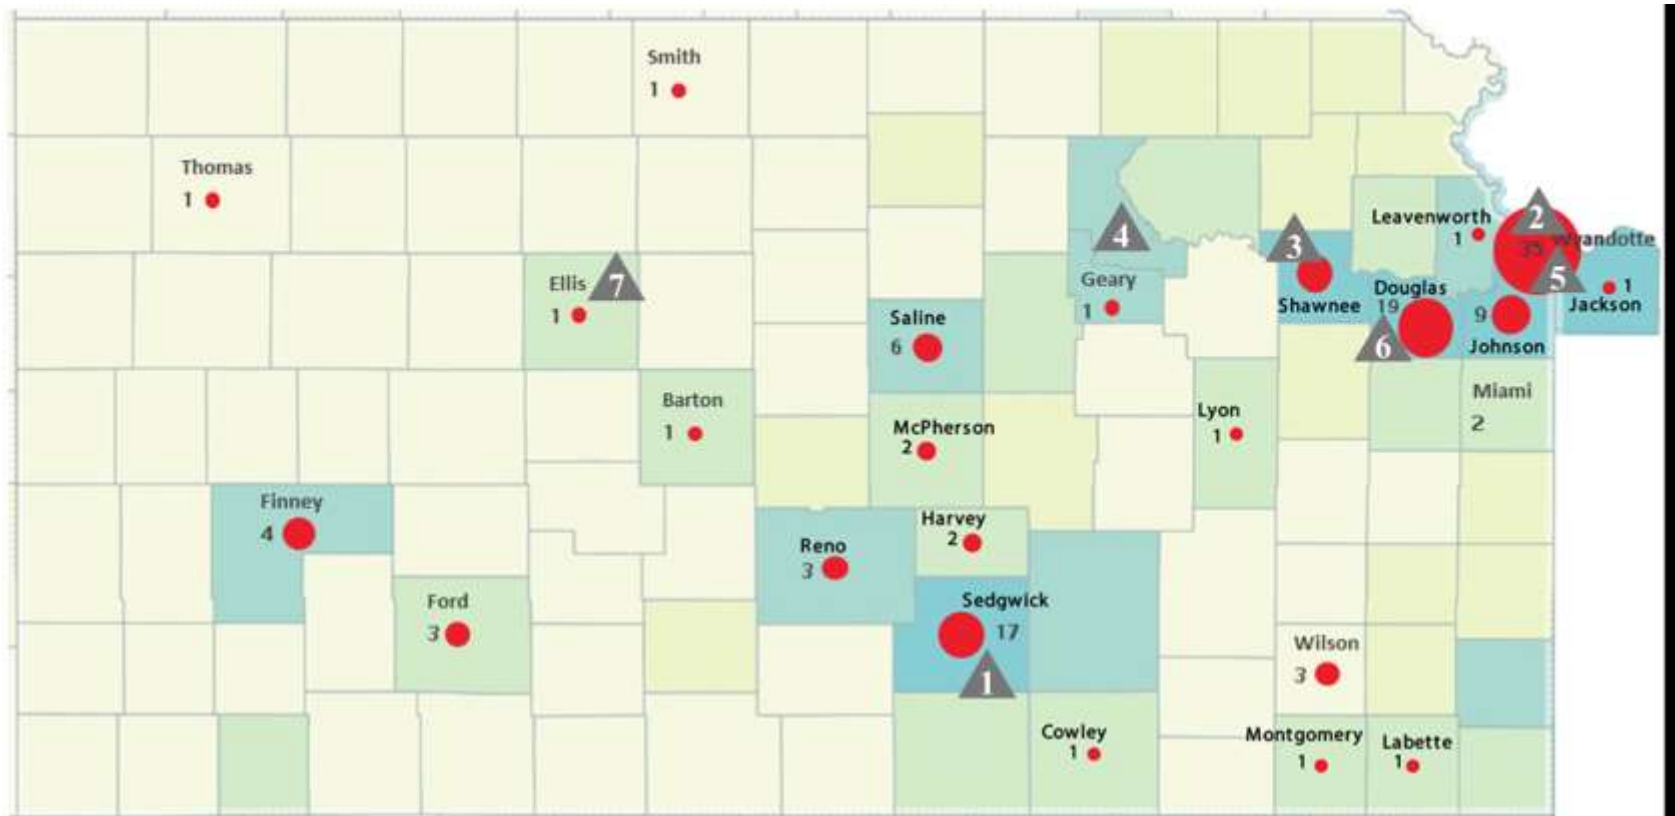 Smith
1
Thomas
1
Leavenworth
1
2
35 Wyandotte
4
3
Ellis 7
1
Geary
1
5
1
Jackson
Shawnee
Douglas
19
9
Johnson
6
Saline
6
Barton
1
Miami
2
Lyon
1
McPherson
2
Finney
4
Harvey
2
Reno
3
Ford
3
Sedgwick
17
1
Wilson
3
Cowley
1
Montgomery
1
Labette
1